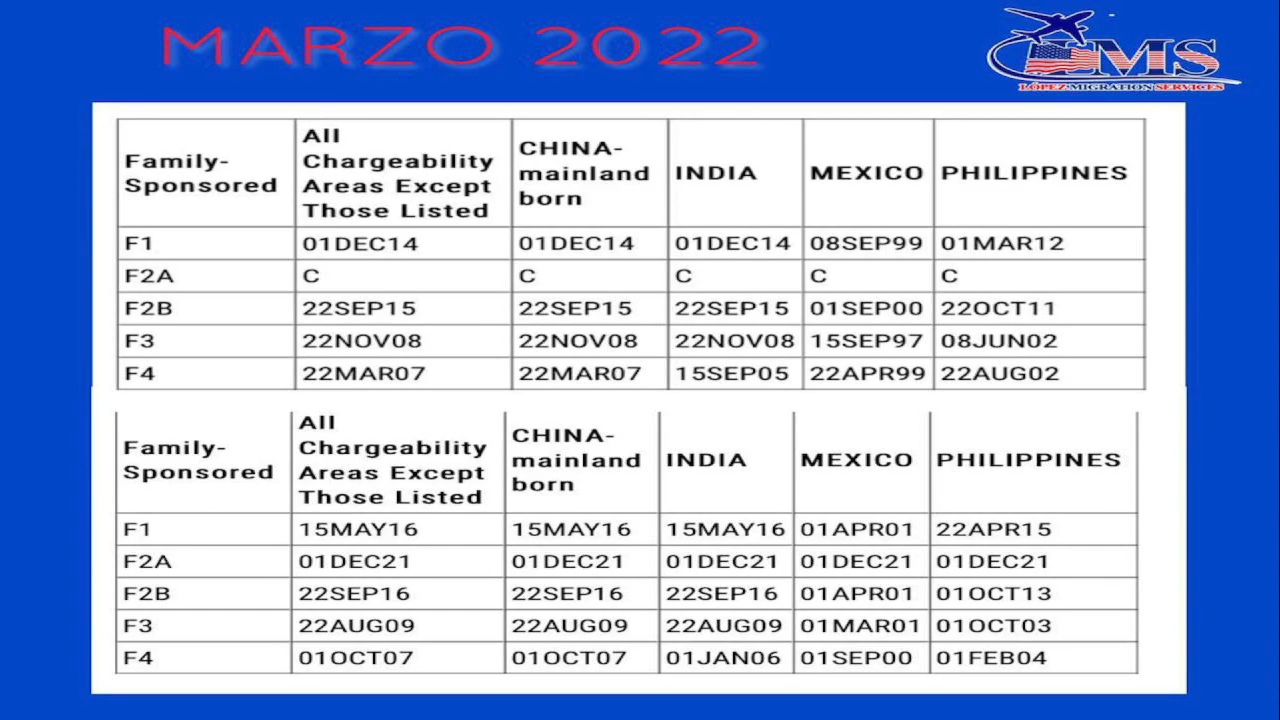 MARZO 2022
LMS
LÓPEZ MIGRATION SERVICES
Family-Sponsored | All Chargeability Areas Except Those Listed | CHINA-mainland born | INDIA | MEXICO | PHILIPPINES
F1 | 01DEC14 | 01DEC14 | 01DEC14 | 08SEP99 | 01MAR12
F2A | C | C | C | C | C
F2B | 22SEP15 | 22SEP15 | 22SEP15 | 01SEP00 | 22OCT11
F3 | 22NOV08 | 22NOV08 | 22NOV08 | 15SEP97 | 08JUN02
F4 | 22MAR07 | 22MAR07 | 15SEP05 | 22APR99 | 22AUG02
Family-Sponsored | All Chargeability Areas Except Those Listed | CHINA-mainland born | INDIA | MEXICO | PHILIPPINES
F1 | 15MAY16 | 15MAY16 | 15MAY16 | 01APR01 | 22APR15
F2A | 01DEC21 | 01DEC21 | 01DEC21 | 01DEC21 | 01DEC21
F2B | 22SEP16 | 22SEP16 | 22SEP16 | 01APR01 | 01OCT13
F3 | 22AUG09 | 22AUG09 | 22AUG09 | 01MAR01 | 01OCT03
F4 | 01OCT07 | 01OCT07 | 01JAN06 | 01SEP00 | 01FEB04